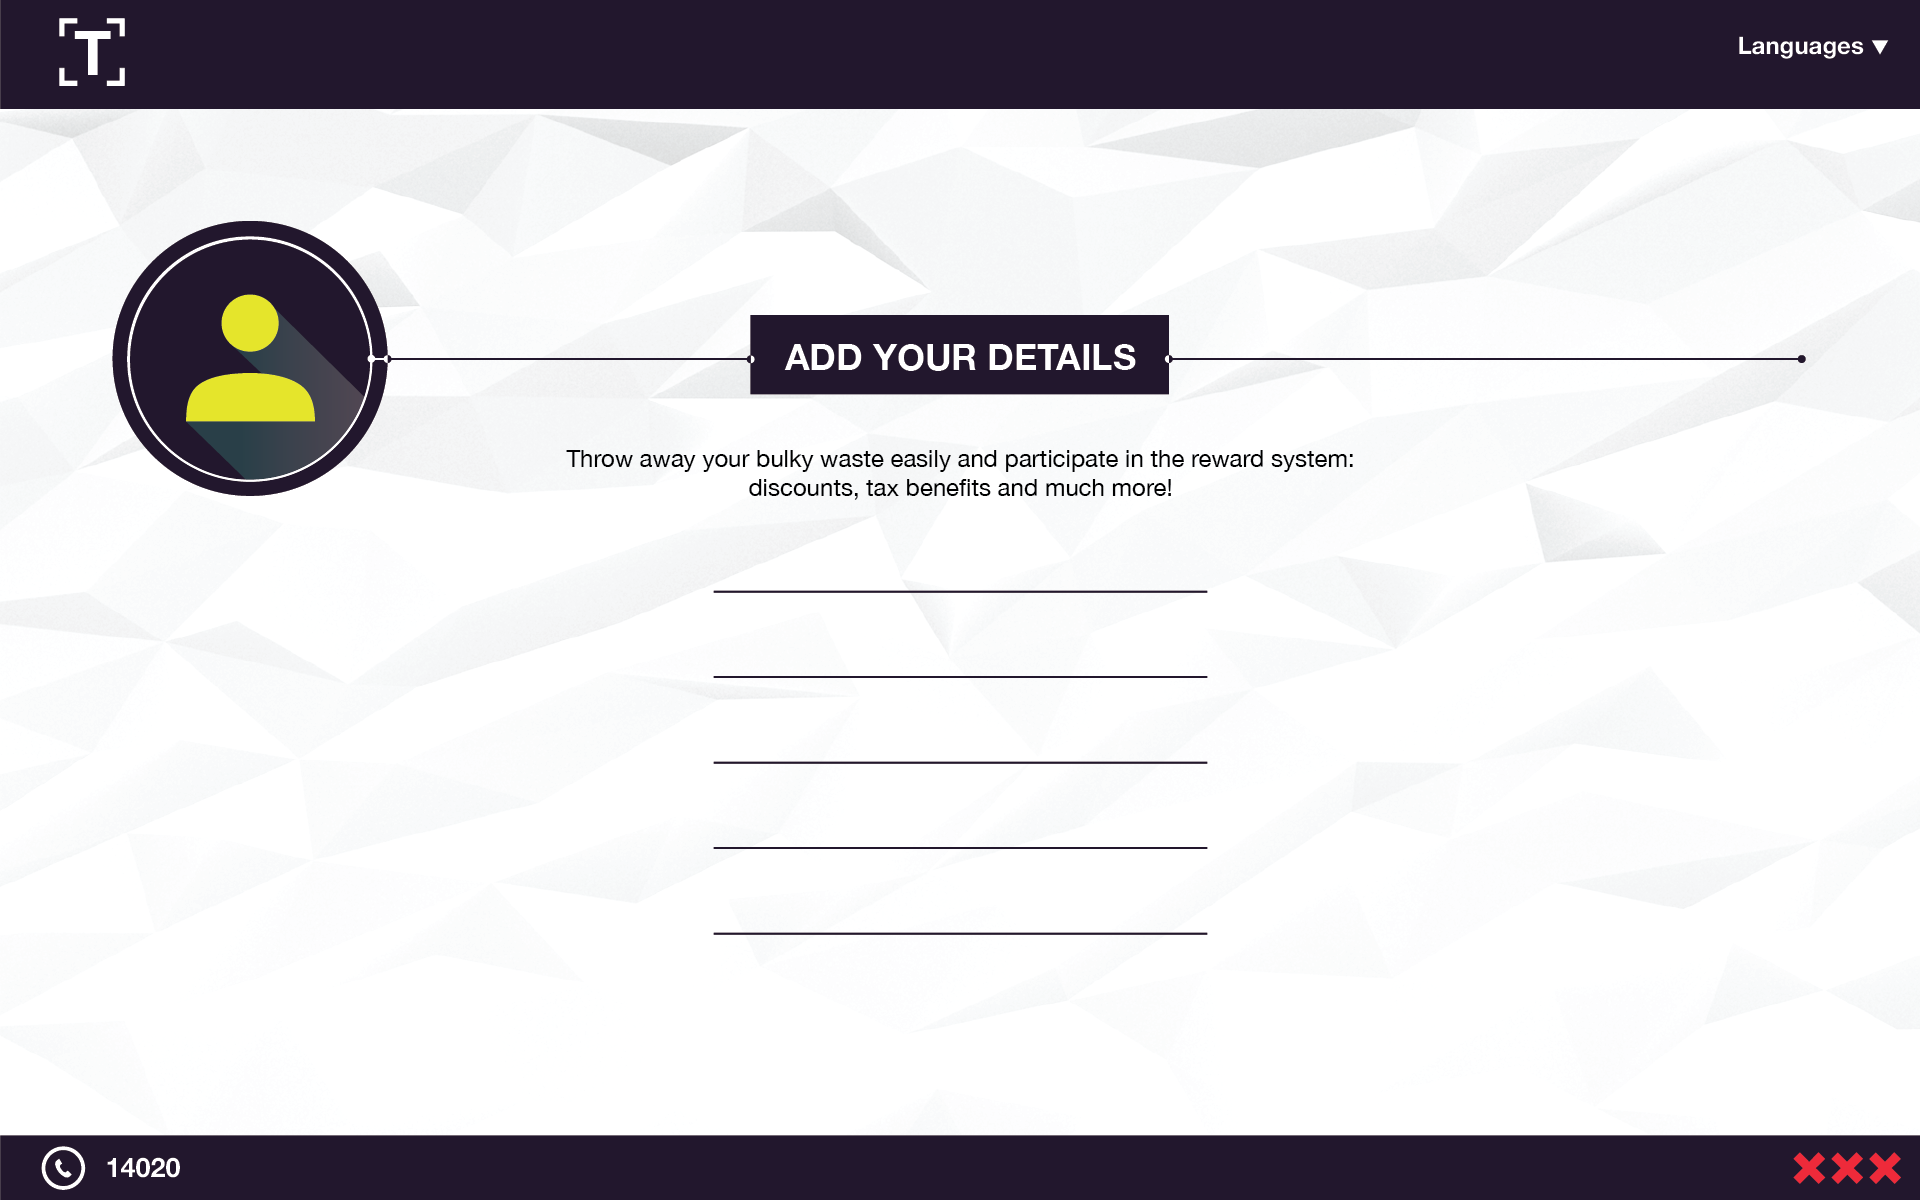 T
Languages ▼
ADD YOUR DETAILS
Throw away your bulky waste easily and participate in the reward system:
discounts, tax benefits and much more!
14020